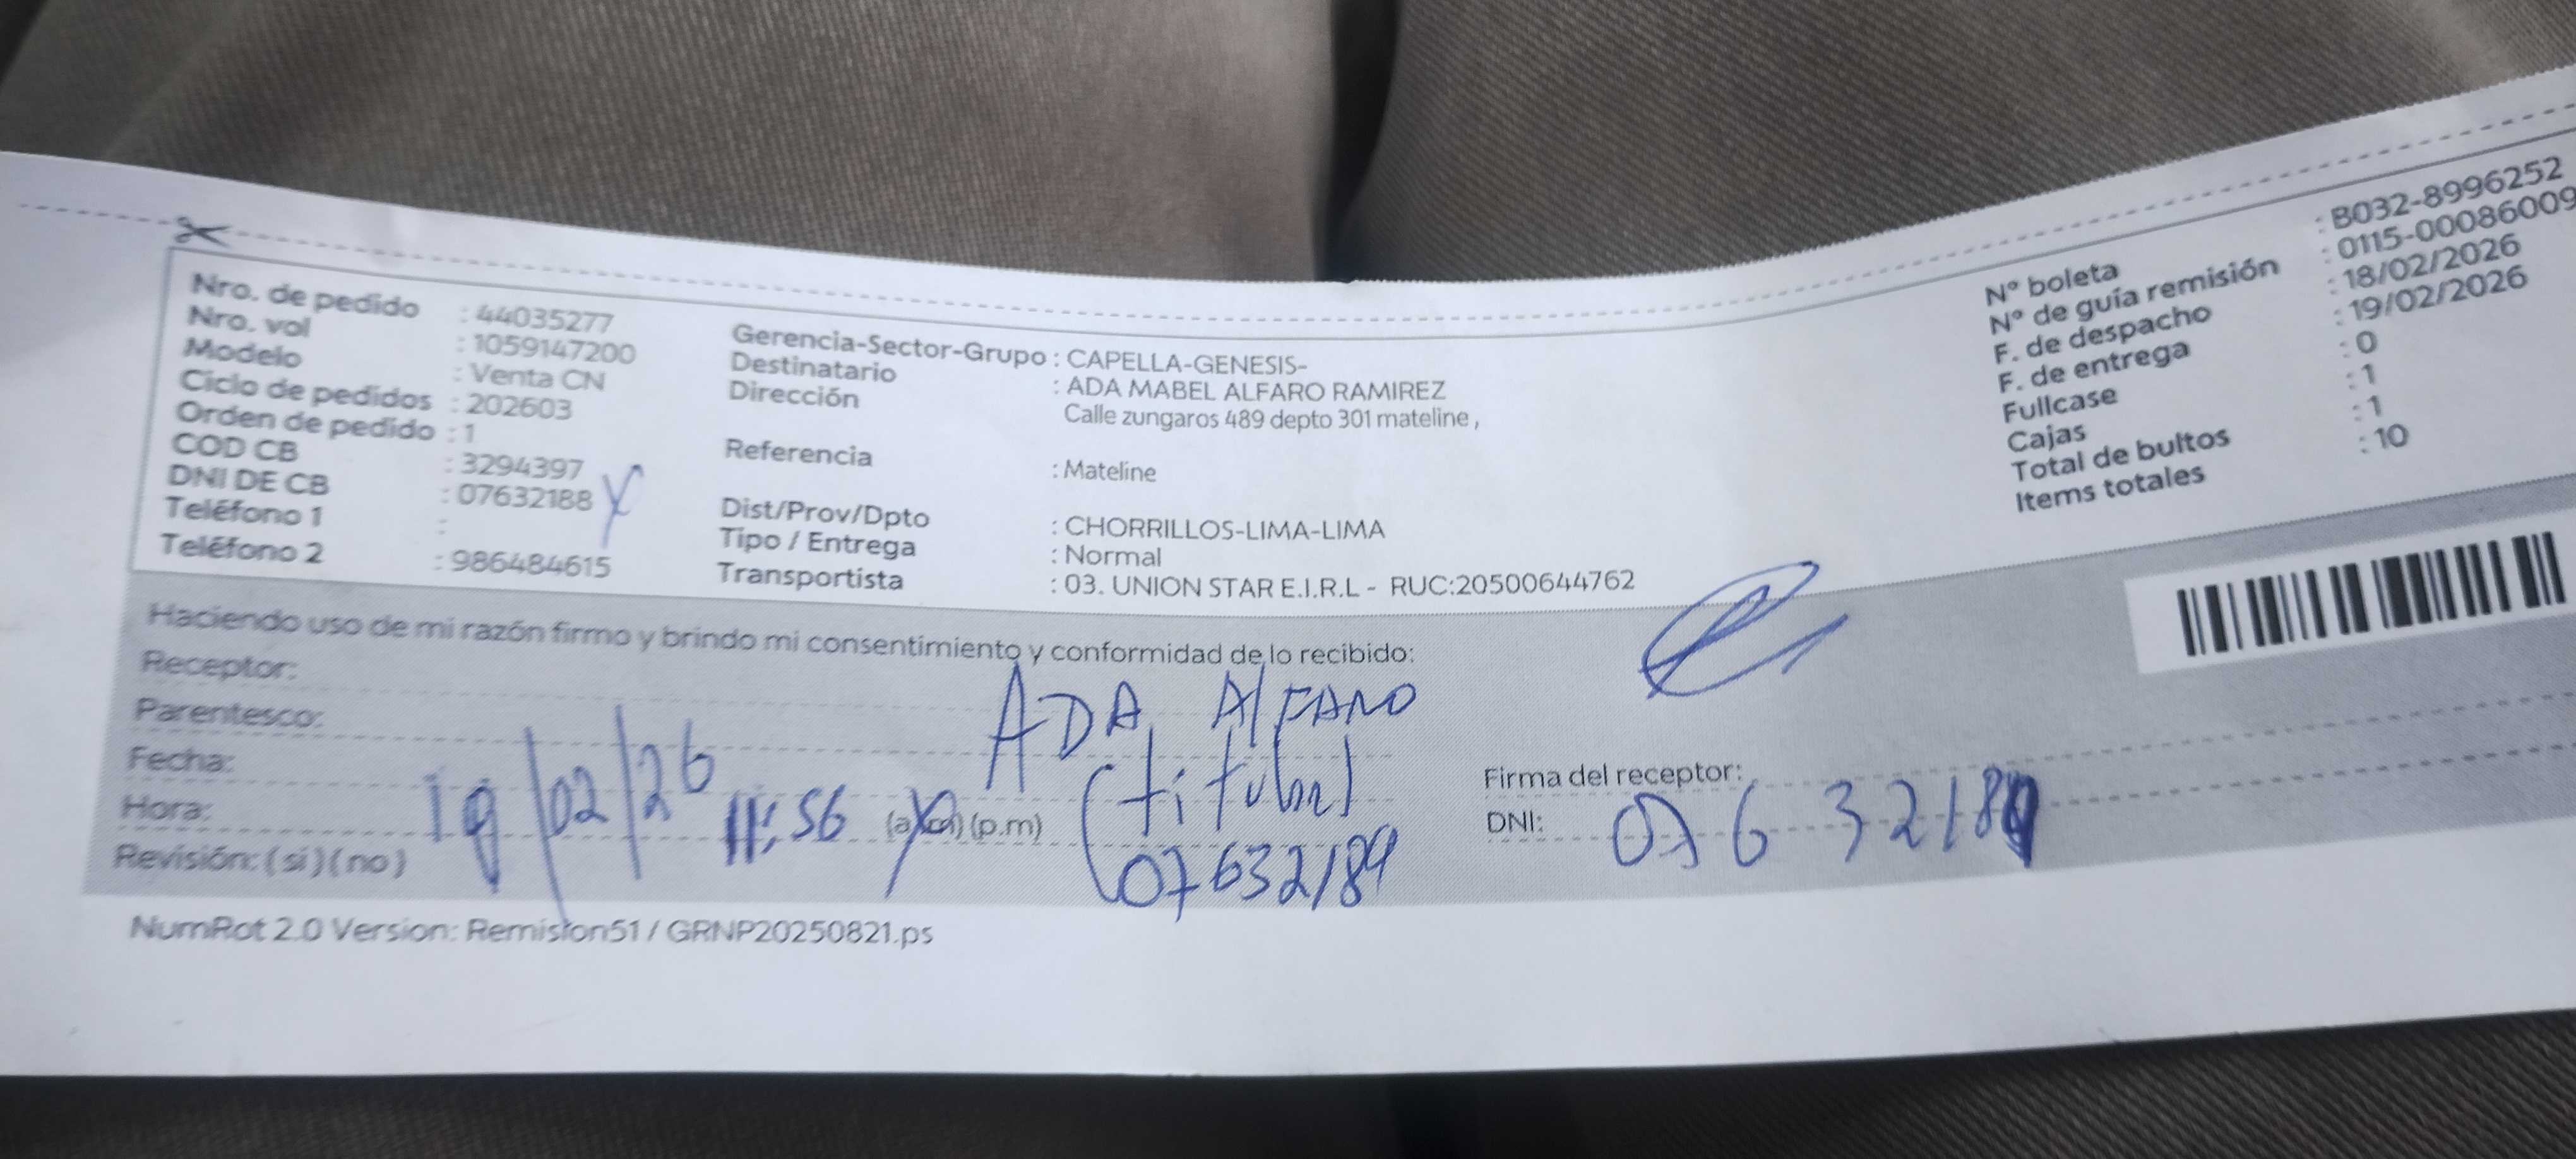 Nro. de pedido : 44035277
Nro. vol : 1059147200
Modelo : Venta CN
Ciclo de pedidos : 202603
Orden de pedido : 1
COD CB : 3294397
DNI DE CB : 07632188
Teléfono 1 :
Teléfono 2 : 986484615
Gerencia-Sector-Grupo : CAPELLA-GENESIS-
Destinatario : ADA MABEL ALFARO RAMIREZ
Dirección Calle zungaros 489 depto 301 mateline ,
Referencia : Mateline
Dist/Prov/Dpto : CHORRILLOS-LIMA-LIMA
Tipo / Entrega : Normal
Transportista : 03. UNION STAR E.I.R.L - RUC:20500644762
N° boleta : B032-8996252
N° de guía remisión : 0115-00086009
F. de despacho : 18/02/2026
F. de entrega : 19/02/2026
Fullcase : 0
Cajas : 1
Total de bultos : 1
Items totales : 10
Haciendo uso de mi razón firmo y brindo mi consentimiento y conformidad de lo recibido:
Receptor:
ADA ALFARO
Parentesco:
(titular)
Fecha: 19/02/26
Hora: 11:56 (a.m) (p.m)
07632189
Revisión: ( si ) ( no )
Firma del receptor:
DNI: 0763218
NumRot 2.0 Version: Remision51 / GRNP20250821.ps